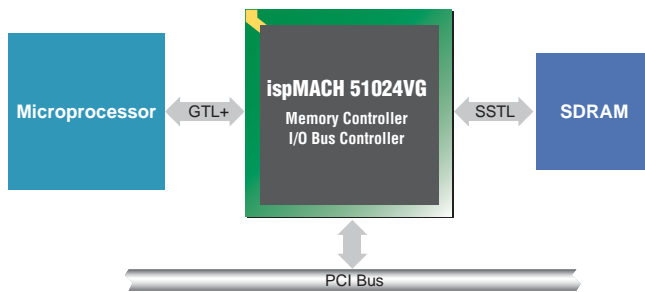 Microprocessor
GTL+
ispMACH 51024VG
Memory Controller
I/O Bus Controller
SSTL
SDRAM
PCI Bus